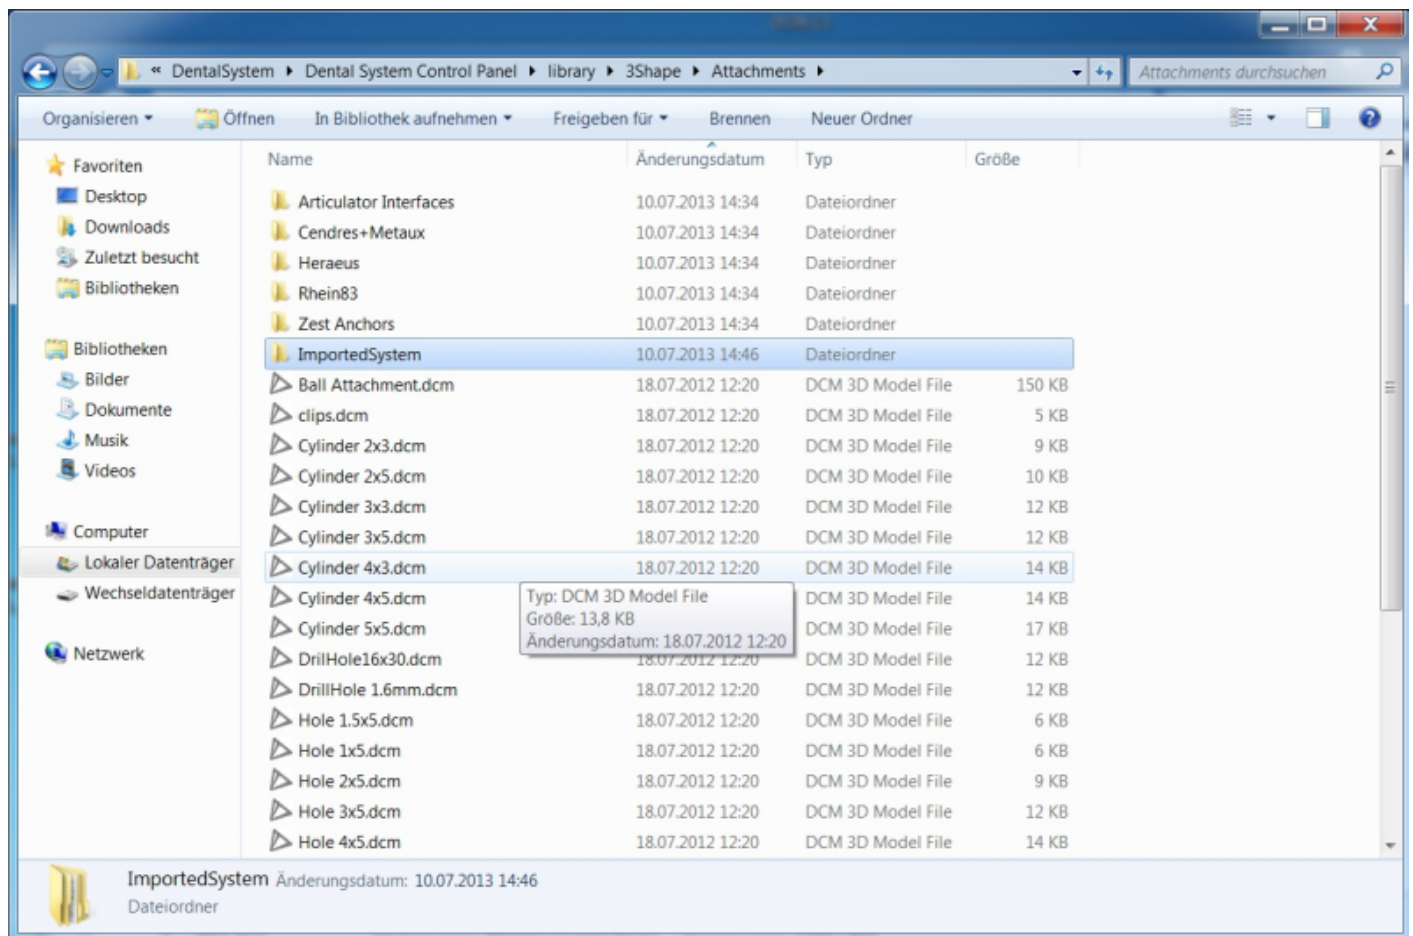 « DentalSystem ▸ Dental System Control Panel ▸ library ▸ 3Shape ▸ Attachments ▸ Attachments durchsuchen
Organisieren Öffnen In Bibliothek aufnehmen Freigeben für Brennen Neuer Ordner
Favoriten
Desktop
Downloads
Zuletzt besucht
Bibliotheken
Bibliotheken
Bilder
Dokumente
Musik
Videos
Computer
Lokaler Datenträger
Wechseldatenträger
Netzwerk
Name Änderungsdatum Typ Größe
Articulator Interfaces 10.07.2013 14:34 Dateiordner
Cendres+Metaux 10.07.2013 14:34 Dateiordner
Heraeus 10.07.2013 14:34 Dateiordner
Rhein83 10.07.2013 14:34 Dateiordner
Zest Anchors 10.07.2013 14:34 Dateiordner
ImportedSystem 10.07.2013 14:46 Dateiordner
Ball Attachment.dcm 18.07.2012 12:20 DCM 3D Model File 150 KB
clips.dcm 18.07.2012 12:20 DCM 3D Model File 5 KB
Cylinder 2x3.dcm 18.07.2012 12:20 DCM 3D Model File 9 KB
Cylinder 2x5.dcm 18.07.2012 12:20 DCM 3D Model File 10 KB
Cylinder 3x3.dcm 18.07.2012 12:20 DCM 3D Model File 12 KB
Cylinder 3x5.dcm 18.07.2012 12:20 DCM 3D Model File 12 KB
Cylinder 4x3.dcm 18.07.2012 12:20 DCM 3D Model File 14 KB
Cylinder 4x5.dcm DCM 3D Model File 14 KB
Cylinder 5x5.dcm DCM 3D Model File 17 KB
Typ: DCM 3D Model File
Größe: 13,8 KB
Änderungsdatum: 18.07.2012 12:20
DrilHole16x30.dcm 18.07.2012 12:20 DCM 3D Model File 12 KB
DrillHole 1.6mm.dcm 18.07.2012 12:20 DCM 3D Model File 12 KB
Hole 1.5x5.dcm 18.07.2012 12:20 DCM 3D Model File 6 KB
Hole 1x5.dcm 18.07.2012 12:20 DCM 3D Model File 6 KB
Hole 2x5.dcm 18.07.2012 12:20 DCM 3D Model File 9 KB
Hole 3x5.dcm 18.07.2012 12:20 DCM 3D Model File 12 KB
Hole 4x5.dcm 18.07.2012 12:20 DCM 3D Model File 14 KB
ImportedSystem Änderungsdatum: 10.07.2013 14:46
Dateiordner